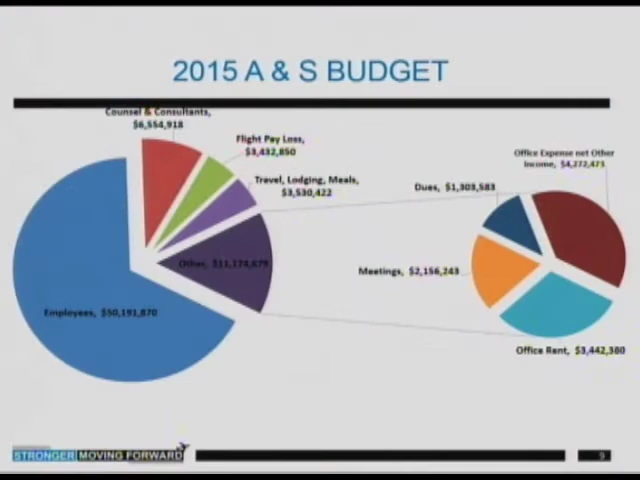 2015 A & S BUDGET
Counsel & Consultants,
$6,554,918
Flight Pay Loss,
$3,432,850
Travel, Lodging, Meals,
$3,530,422
Other, $11,174,679
Employees, $50,191,870
Office Expense net Other
Income, $4,272,473
Dues, $1,303,583
Meetings, $2,156,243
Office Rent, $3,442,380
STRONGER MOVING FORWARD
9